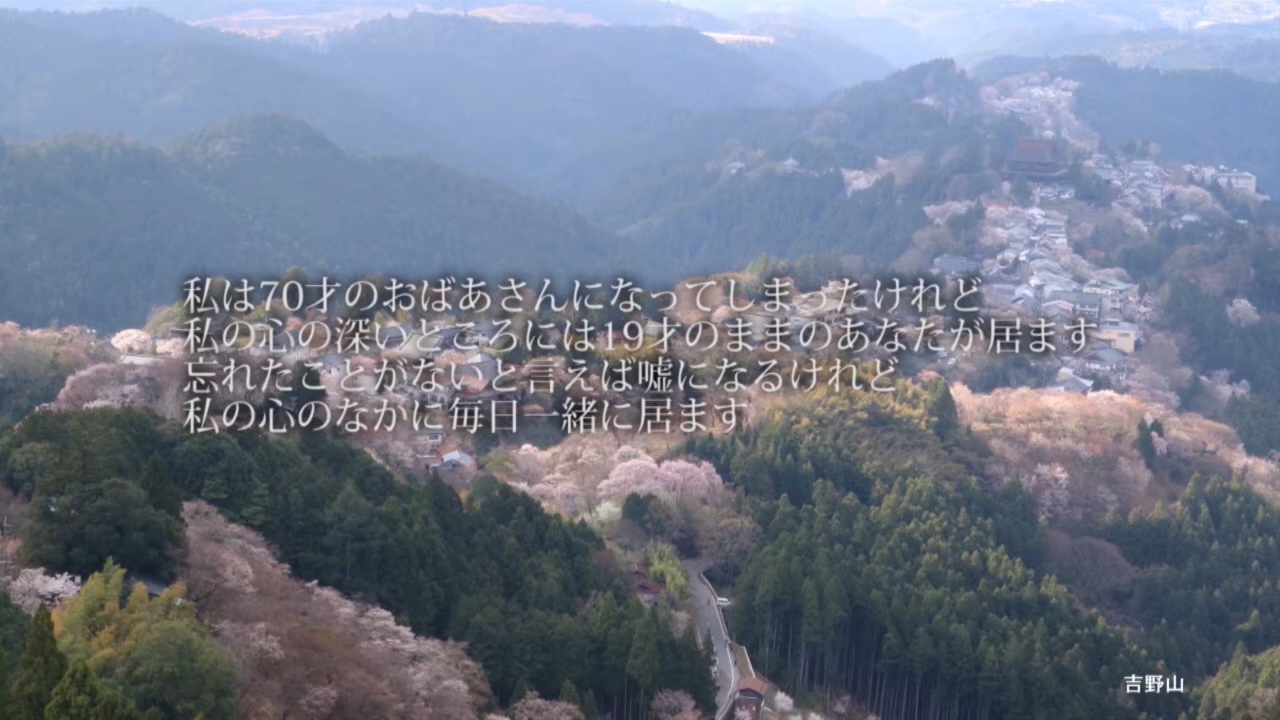 私は70才のおばあさんになってしまったけれど
私の心の深いところには19才のままのあなたが居ます
忘れたことがないと言えば嘘になるけれど
私の心のなかに毎日一緒に居ます
吉野山